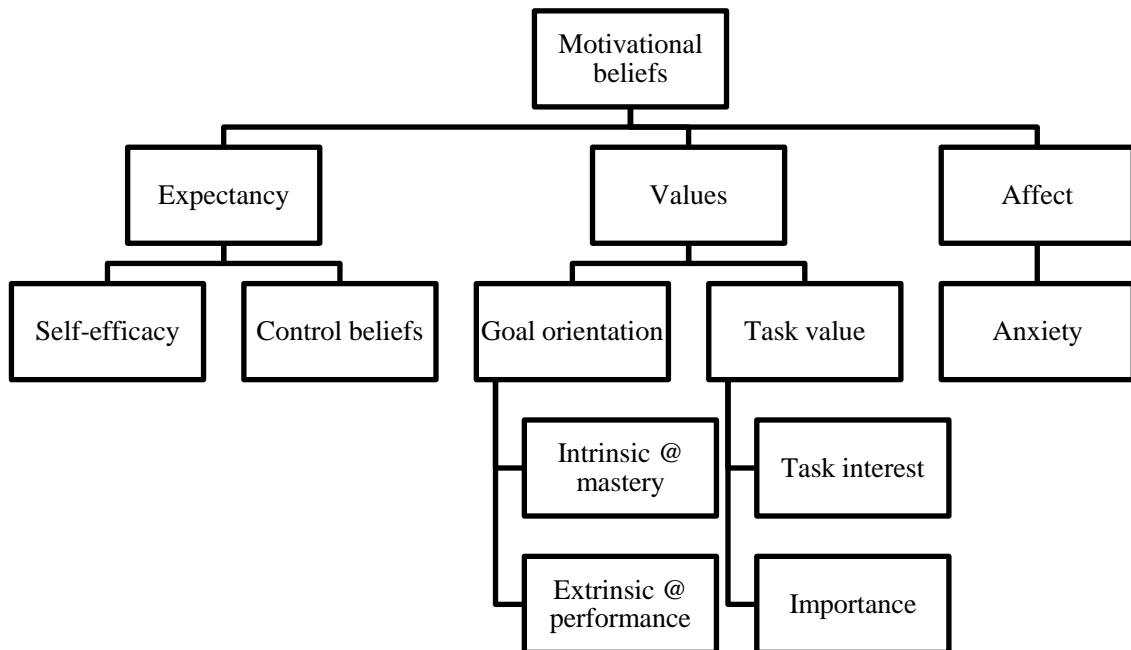 Motivational
beliefs
Expectancy
Values
Affect
Self-efficacy
Control beliefs
Goal orientation
Task value
Anxiety
Intrinsic @
mastery
Task interest
Extrinsic @
performance
Importance